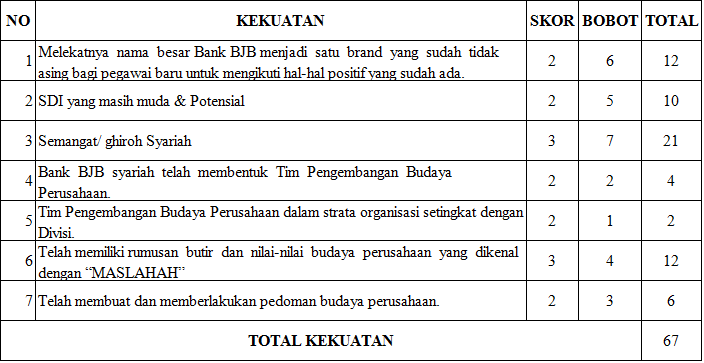 NO KEKUATAN SKOR BOBOT TOTAL
1 Melekatnya nama besar Bank BJB menjadi satu brand yang sudah tidak
asing bagi pegawai baru untuk mengikuti hal-hal positif yang sudah ada. 2 6 12
2 SDI yang masih muda & Potensial 2 5 10
3 Semangat/ ghiroh Syariah 3 7 21
4 Bank BJB syariah telah membentuk Tim Pengembangan Budaya
Perusahaan. 2 2 4
5 Tim Pengembangan Budaya Perusahaan dalam strata organisasi setingkat dengan
Divisi. 2 1 2
6 Telah memiliki rumusan butir dan nilai-nilai budaya perusahaan yang dikenal
dengan “MASLAHAH” 3 4 12
7 Telah membuat dan memberlakukan pedoman budaya perusahaan. 2 3 6
TOTAL KEKUATAN 67